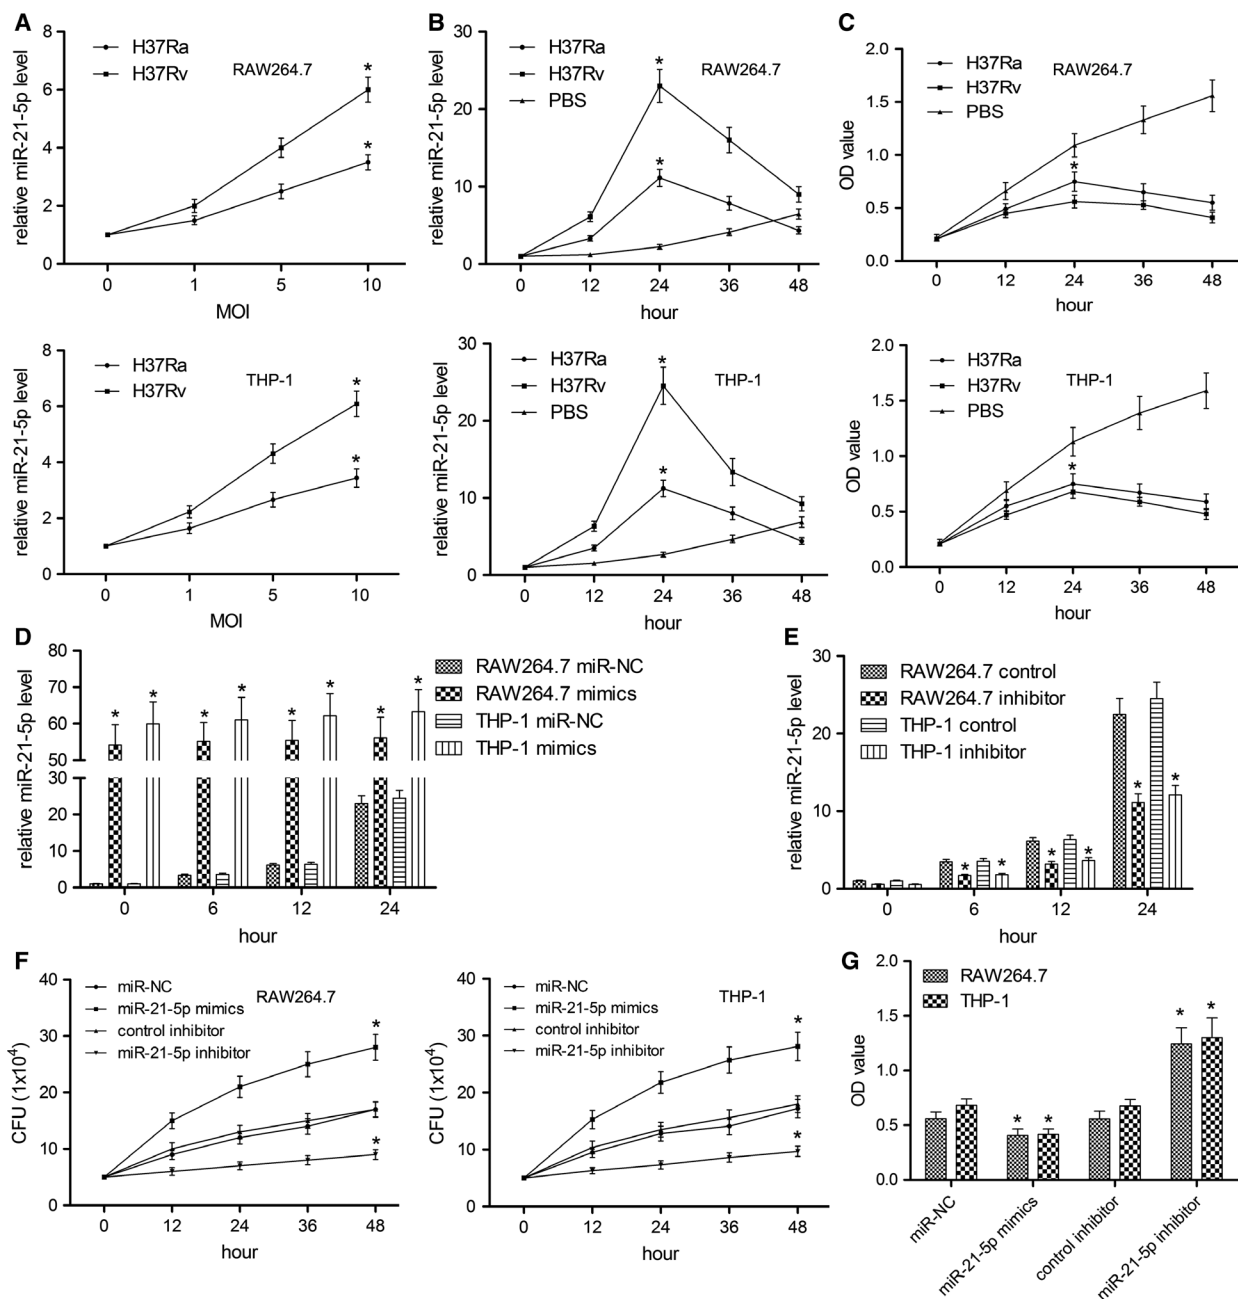 A
relative miR-21-5p level
8
6
4
2
0
H37Ra
H37Rv
RAW264.7
*
*
0 1 5 10
MOI
B
relative miR-21-5p level
30
20
10
0
H37Ra
H37Rv
PBS
RAW264.7
*
*
0 12 24 36 48
hour
C
OD value
2.0
1.5
1.0
0.5
0.0
H37Ra
H37Rv
PBS
RAW264.7
*
0 12 24 36 48
hour
relative miR-21-5p level
8
6
4
2
0
H37Ra
H37Rv
THP-1
*
*
0 1 5 10
MOI
relative miR-21-5p level
30
20
10
0
H37Ra
H37Rv
PBS
THP-1
*
*
0 12 24 36 48
hour
OD value
2.0
1.5
1.0
0.5
0.0
H37Ra
H37Rv
PBS
THP-1
*
0 12 24 36 48
hour
D
relative miR-21-5p level
80
70
60
50
30
20
10
0
* * * * * * * *
RAW264.7 miR-NC
RAW264.7 mimics
THP-1 miR-NC
THP-1 mimics
0 6 12 24
hour
E
relative miR-21-5p level
30
20
10
0
RAW264.7 control
RAW264.7 inhibitor
THP-1 control
THP-1 inhibitor
* * * * * *
0 6 12 24
hour
F
CFU (1x10⁴)
40
30
20
10
0
miR-NC
miR-21-5p mimics
control inhibitor
miR-21-5p inhibitor
RAW264.7
*
*
0 12 24 36 48
hour
CFU (1x10⁴)
40
30
20
10
0
miR-NC
miR-21-5p mimics
control inhibitor
miR-21-5p inhibitor
THP-1
*
*
0 12 24 36 48
hour
G
OD value
2.0
1.5
1.0
0.5
0.0
RAW264.7
THP-1
* * * *
miR-NC
miR-21-5p mimics
control inhibitor
miR-21-5p inhibitor